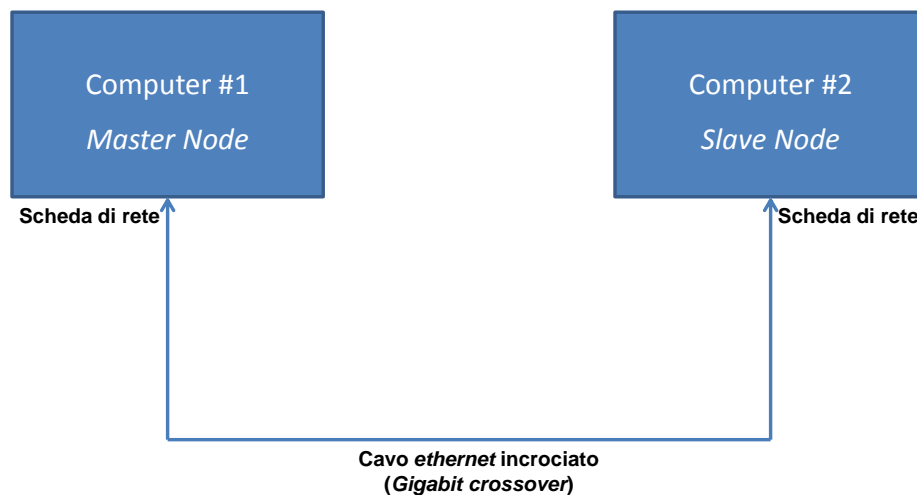 Computer #1
Master Node
Computer #2
Slave Node
Scheda di rete
Scheda di rete
Cavo ethernet incrociato
(Gigabit crossover)